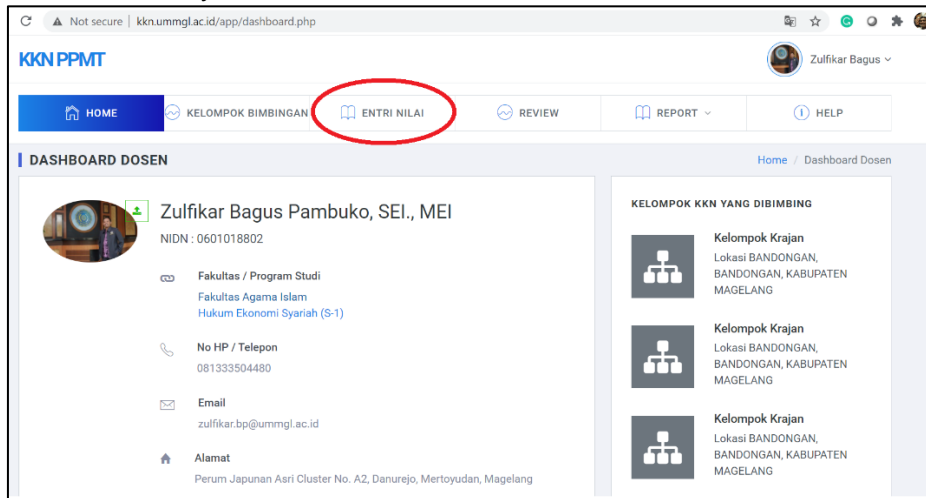 Not secure | kkn.ummgl.ac.id/app/dashboard.php
KKN PPMT
Zulfikar Bagus
HOME
KELOMPOK BIMBINGAN
ENTRI NILAI
REVIEW
REPORT
HELP
DASHBOARD DOSEN
Home / Dashboard Dosen
Zulfikar Bagus Pambuko, SEI., MEI
NIDN : 0601018802
Fakultas / Program Studi
Fakultas Agama Islam
Hukum Ekonomi Syariah (S-1)
No HP / Telepon
081333504480
Email
zulfikar.bp@ummgl.ac.id
Alamat
Perum Japunan Asri Cluster No. A2, Danurejo, Mertoyudan, Magelang
KELOMPOK KKN YANG DIBIMBING
Kelompok Krajan
Lokasi BANDONGAN,
BANDONGAN, KABUPATEN
MAGELANG
Kelompok Krajan
Lokasi BANDONGAN,
BANDONGAN, KABUPATEN
MAGELANG
Kelompok Krajan
Lokasi BANDONGAN,
BANDONGAN, KABUPATEN
MAGELANG